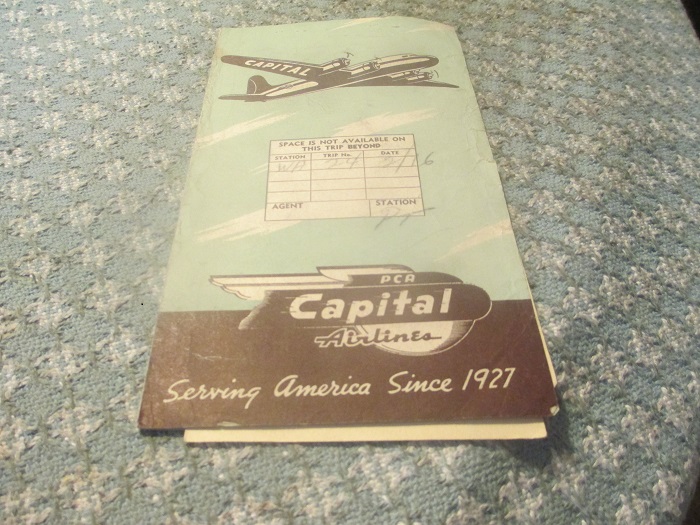 CAPITAL
SPACE IS NOT AVAILABLE ON
THIS TRIP BEYOND
STATION TRIP No. DATE
24
AGENT STATION
PCA
Capital
Airlines
Serving America Since 1927